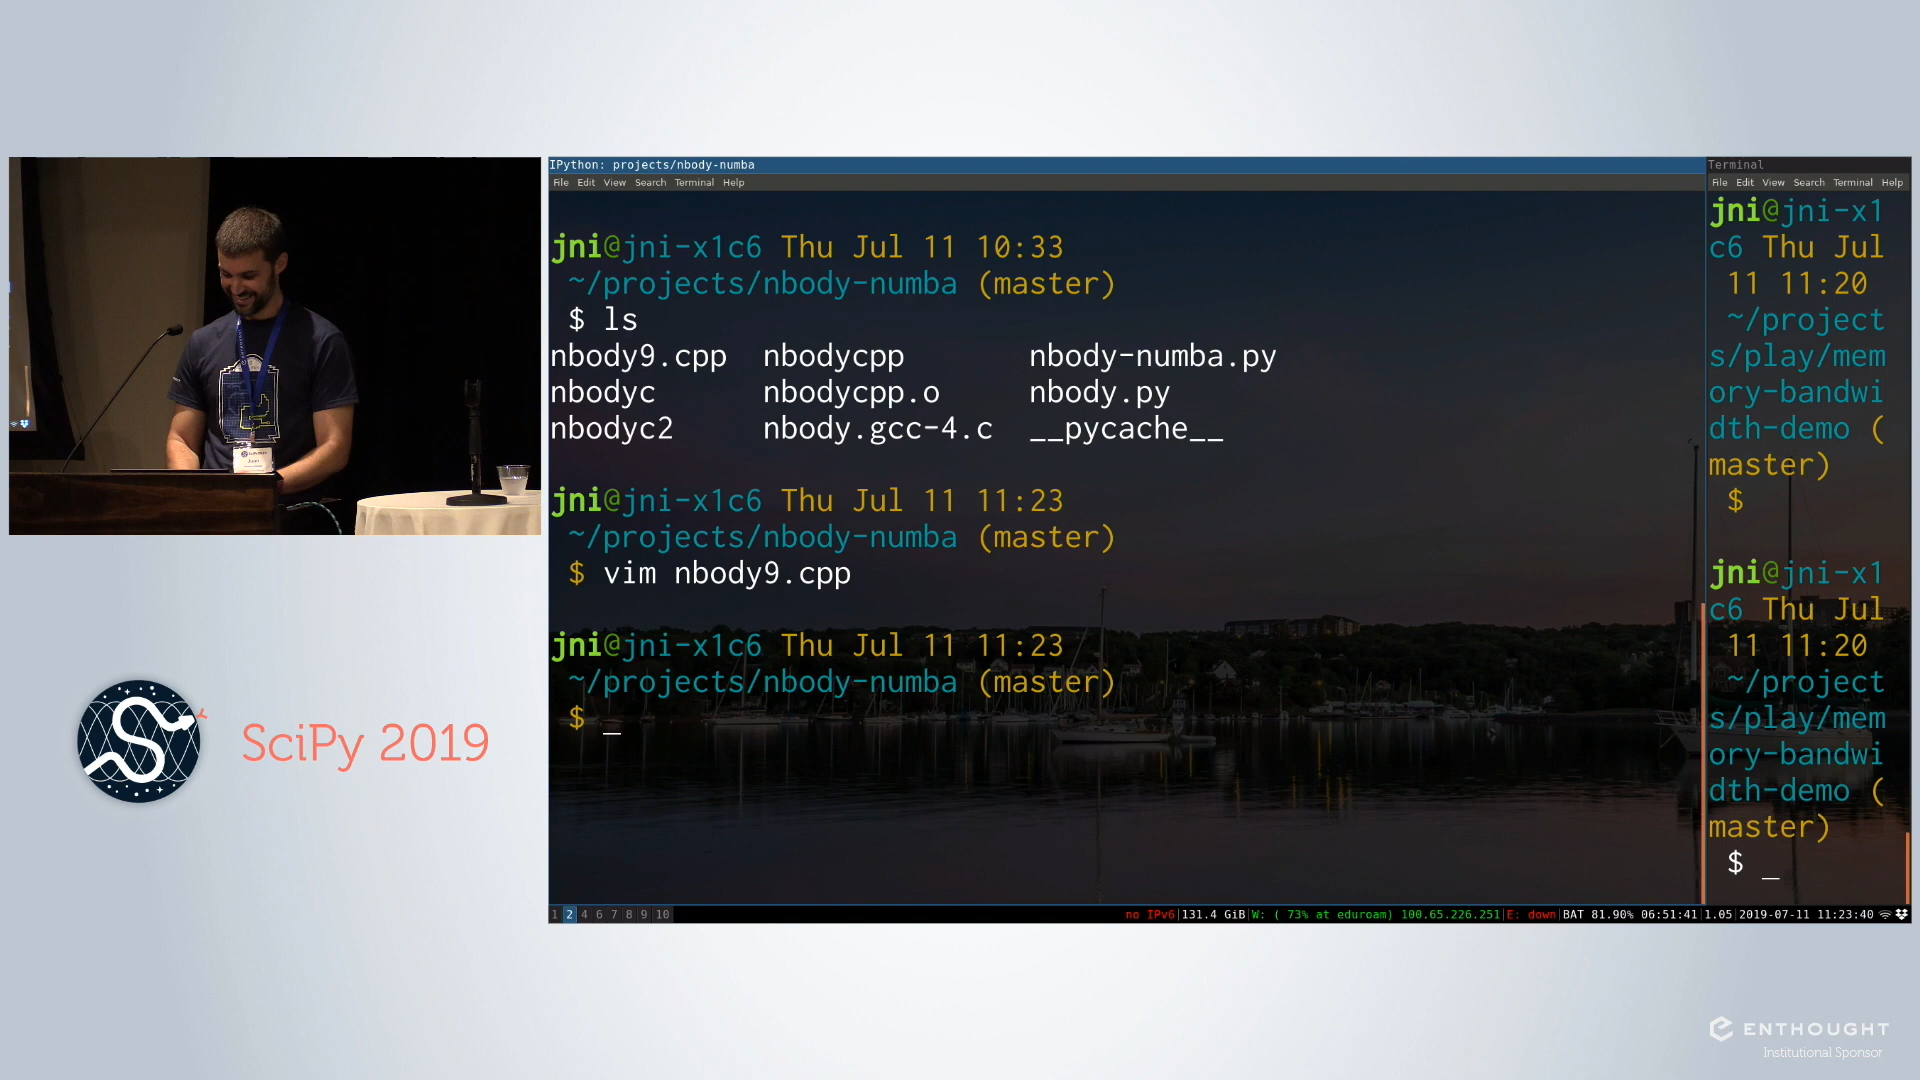 IPython: projects/nbody-numba
File Edit View Search Terminal Help
jni@jni-x1c6 Thu Jul 11 10:33
~/projects/nbody-numba (master)
$ ls
nbody9.cpp nbodycpp nbody-numba.py
nbodyc nbodycpp.o nbody.py
nbodyc2 nbody.gcc-4.c __pycache__
jni@jni-x1c6 Thu Jul 11 11:23
~/projects/nbody-numba (master)
$ vim nbody9.cpp
jni@jni-x1c6 Thu Jul 11 11:23
~/projects/nbody-numba (master)
$ _
Terminal
File Edit View Search Terminal Help
jni@jni-x1
c6 Thu Jul
11 11:20
~/project
s/play/mem
ory-bandwi
dth-demo (
master)
$
jni@jni-x1
c6 Thu Jul
11 11:20
~/project
s/play/mem
ory-bandwi
dth-demo (
master)
$ _
1 2 4 6 7 8 9 10
no IPv6|131.4 GiB|W: ( 73% at eduroam) 100.65.226.251|E: down|BAT 81.90% 06:51:41|1.05|2019-07-11 11:23:40
Juan
SciPy 2019
ENTHOUGHT
Institutional Sponsor